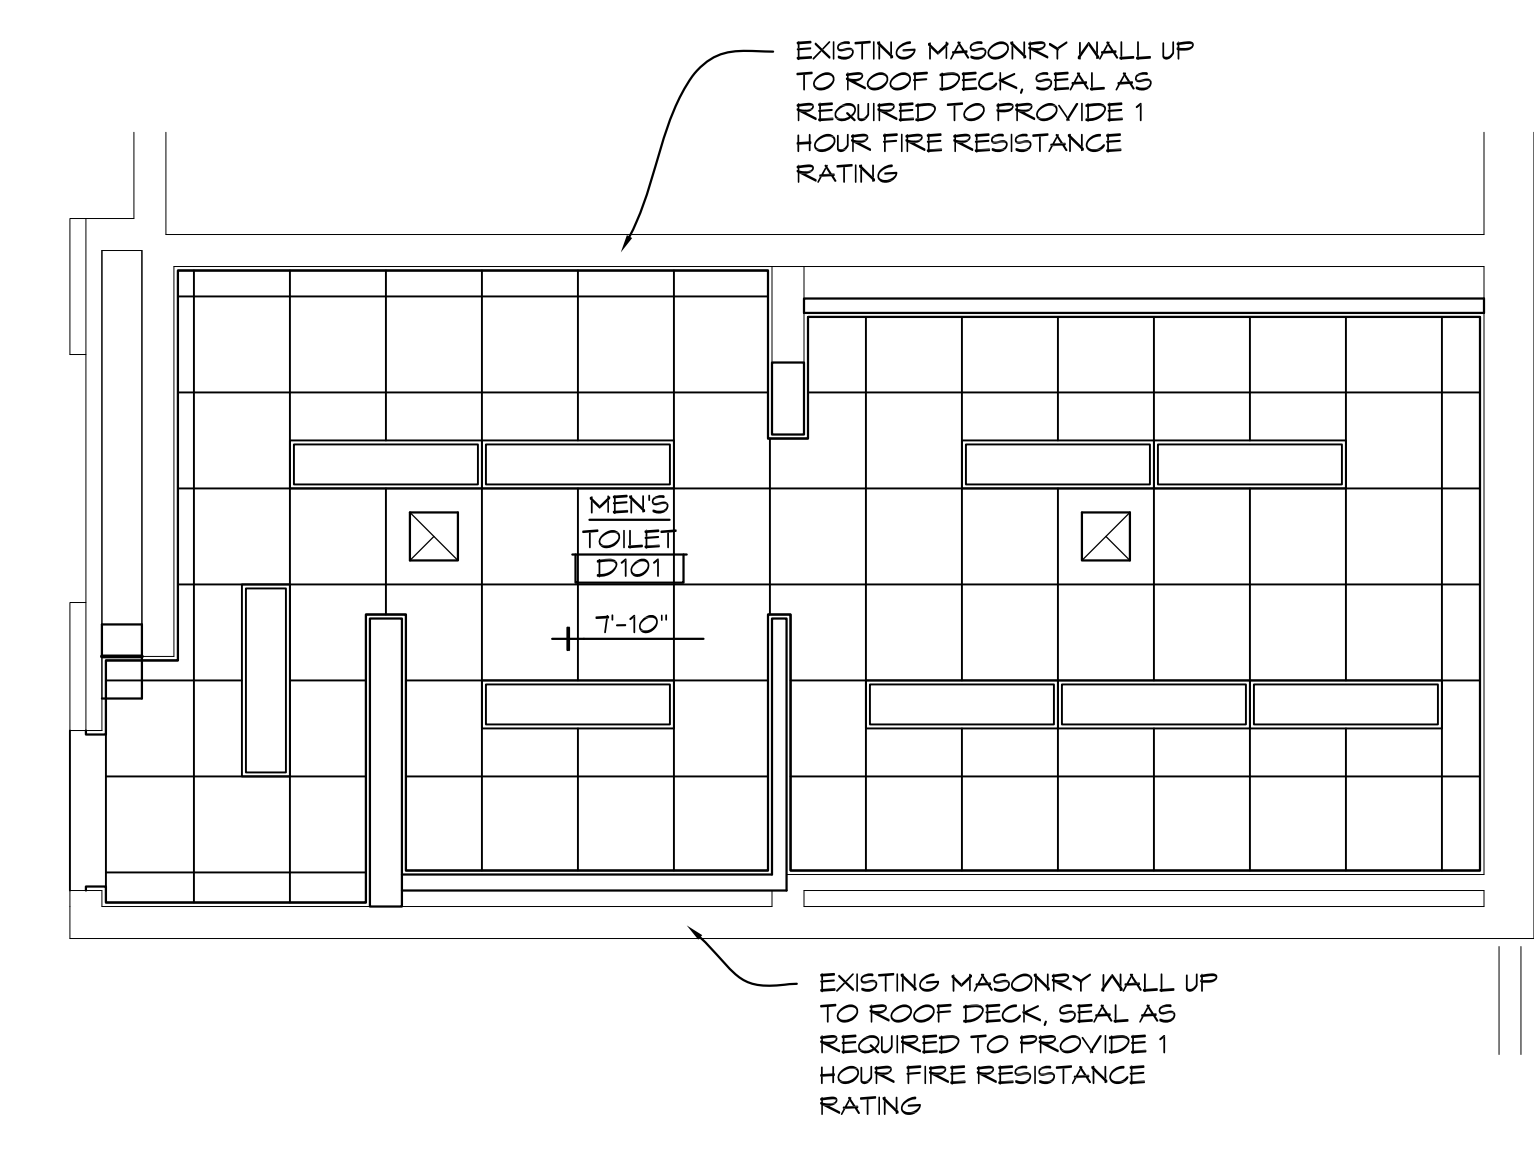 EXISTING MASONRY WALL UP
TO ROOF DECK, SEAL AS
REQUIRED TO PROVIDE 1
HOUR FIRE RESISTANCE
RATING
MEN'S
TOILET
D101
7'-10"
EXISTING MASONRY WALL UP
TO ROOF DECK, SEAL AS
REQUIRED TO PROVIDE 1
HOUR FIRE RESISTANCE
RATING